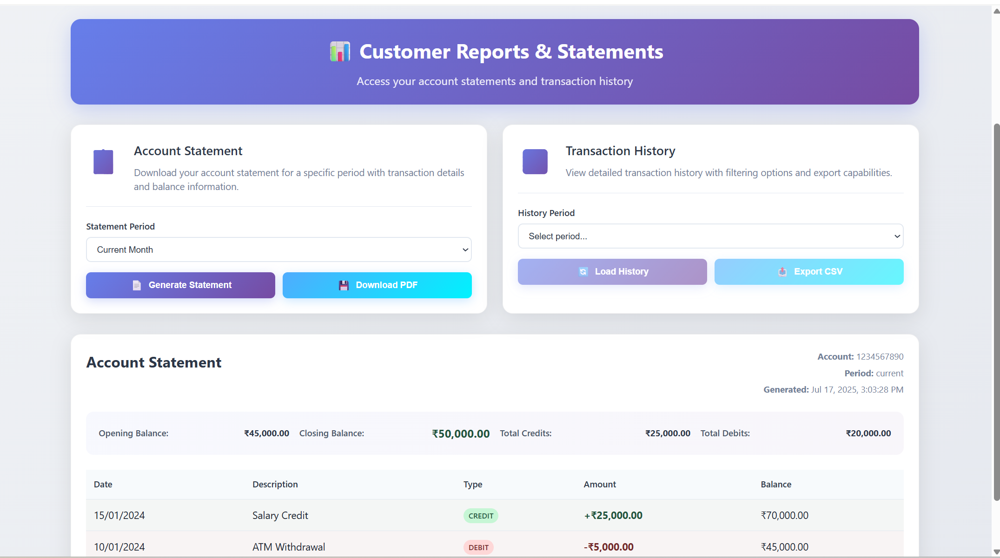 Customer Reports & Statements
Access your account statements and transaction history
Account Statement
Download your account statement for a specific period with transaction details
and balance information.
Statement Period
Current Month
Generate Statement
Download PDF
Transaction History
View detailed transaction history with filtering options and export capabilities.
History Period
Select period...
Load History
Export CSV
Account Statement
Account: 1234567890
Period: current
Generated: Jul 17, 2025, 3:03:28 PM
Opening Balance: ₹45,000.00 Closing Balance: ₹50,000.00 Total Credits: ₹25,000.00 Total Debits: ₹20,000.00
Date Description Type Amount Balance
15/01/2024 Salary Credit CREDIT +₹25,000.00 ₹70,000.00
10/01/2024 ATM Withdrawal DEBIT -₹5,000.00 ₹45,000.00